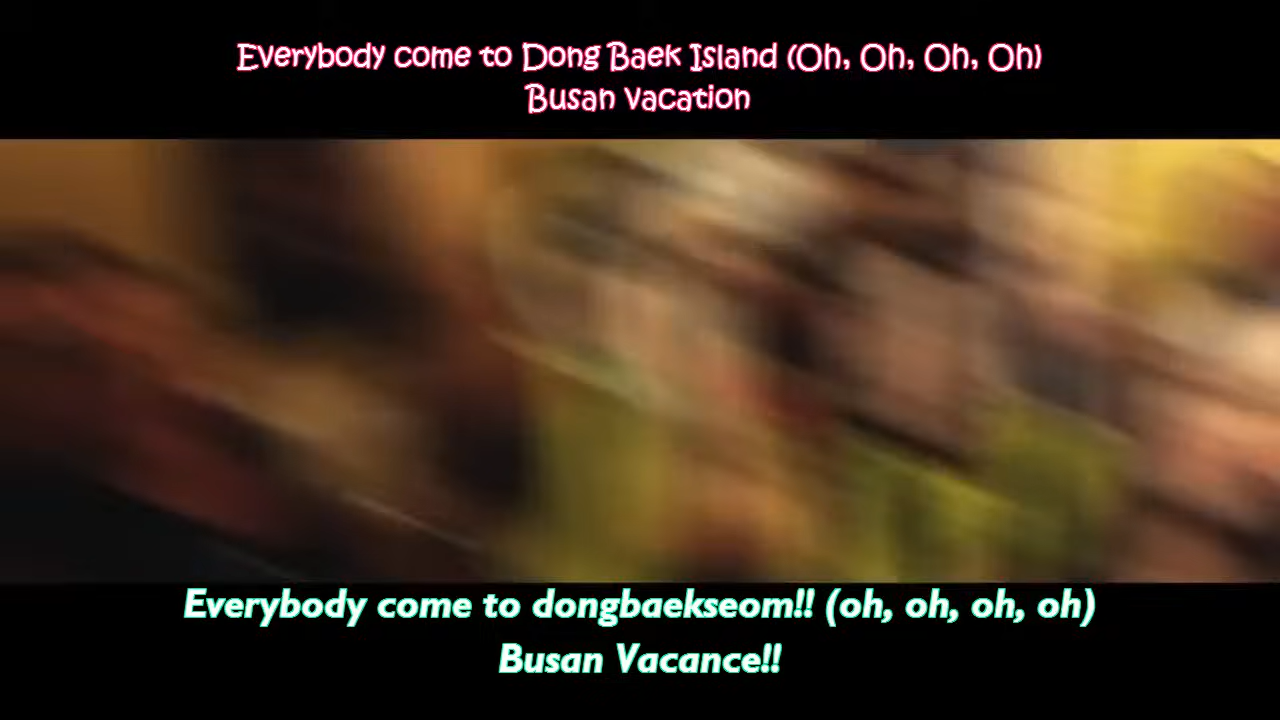 Everybody come to Dong Baek Island (Oh, Oh, Oh, Oh)
Busan vacation
Everybody come to dongbaekseom!! (oh, oh, oh, oh)
Busan Vacance!!